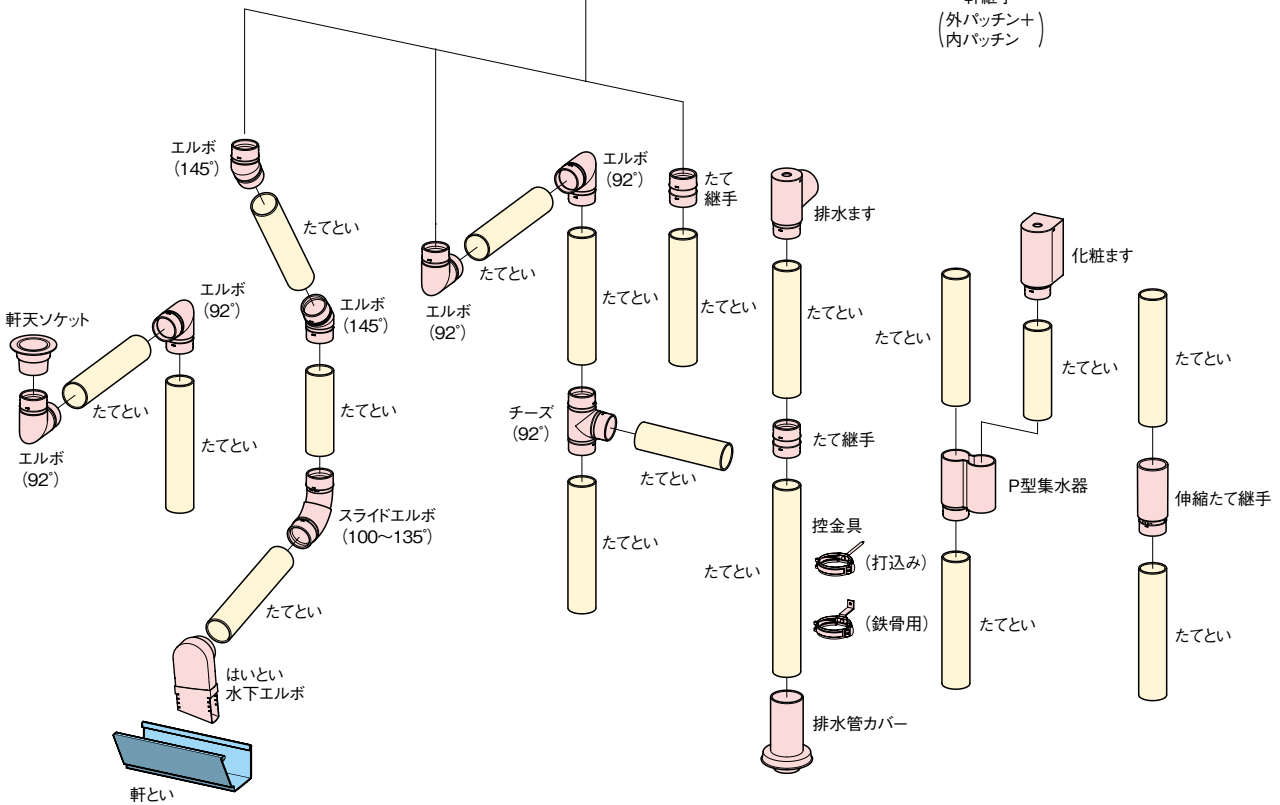 (外パッチン+
内パッチン)
エルボ
(145°)
たてとい
エルボ
(92°)
たて
継手
排水ます
化粧ます
たてとい
エルボ
(92°)
たてとい
たてとい
たてとい
たてとい
たてとい
たてとい
軒天ソケット
エルボ
(92°)
エルボ
(145°)
たてとい
たてとい
たてとい
エルボ
(92°)
チーズ
(92°)
たてとい
たて継手
P型集水器
伸縮たて継手
スライドエルボ
(100〜135°)
たてとい
たてとい
控金具
(打込み)
(鉄骨用)
たてとい
たてとい
たてとい
はいとい
水下エルボ
排水管カバー
軒とい